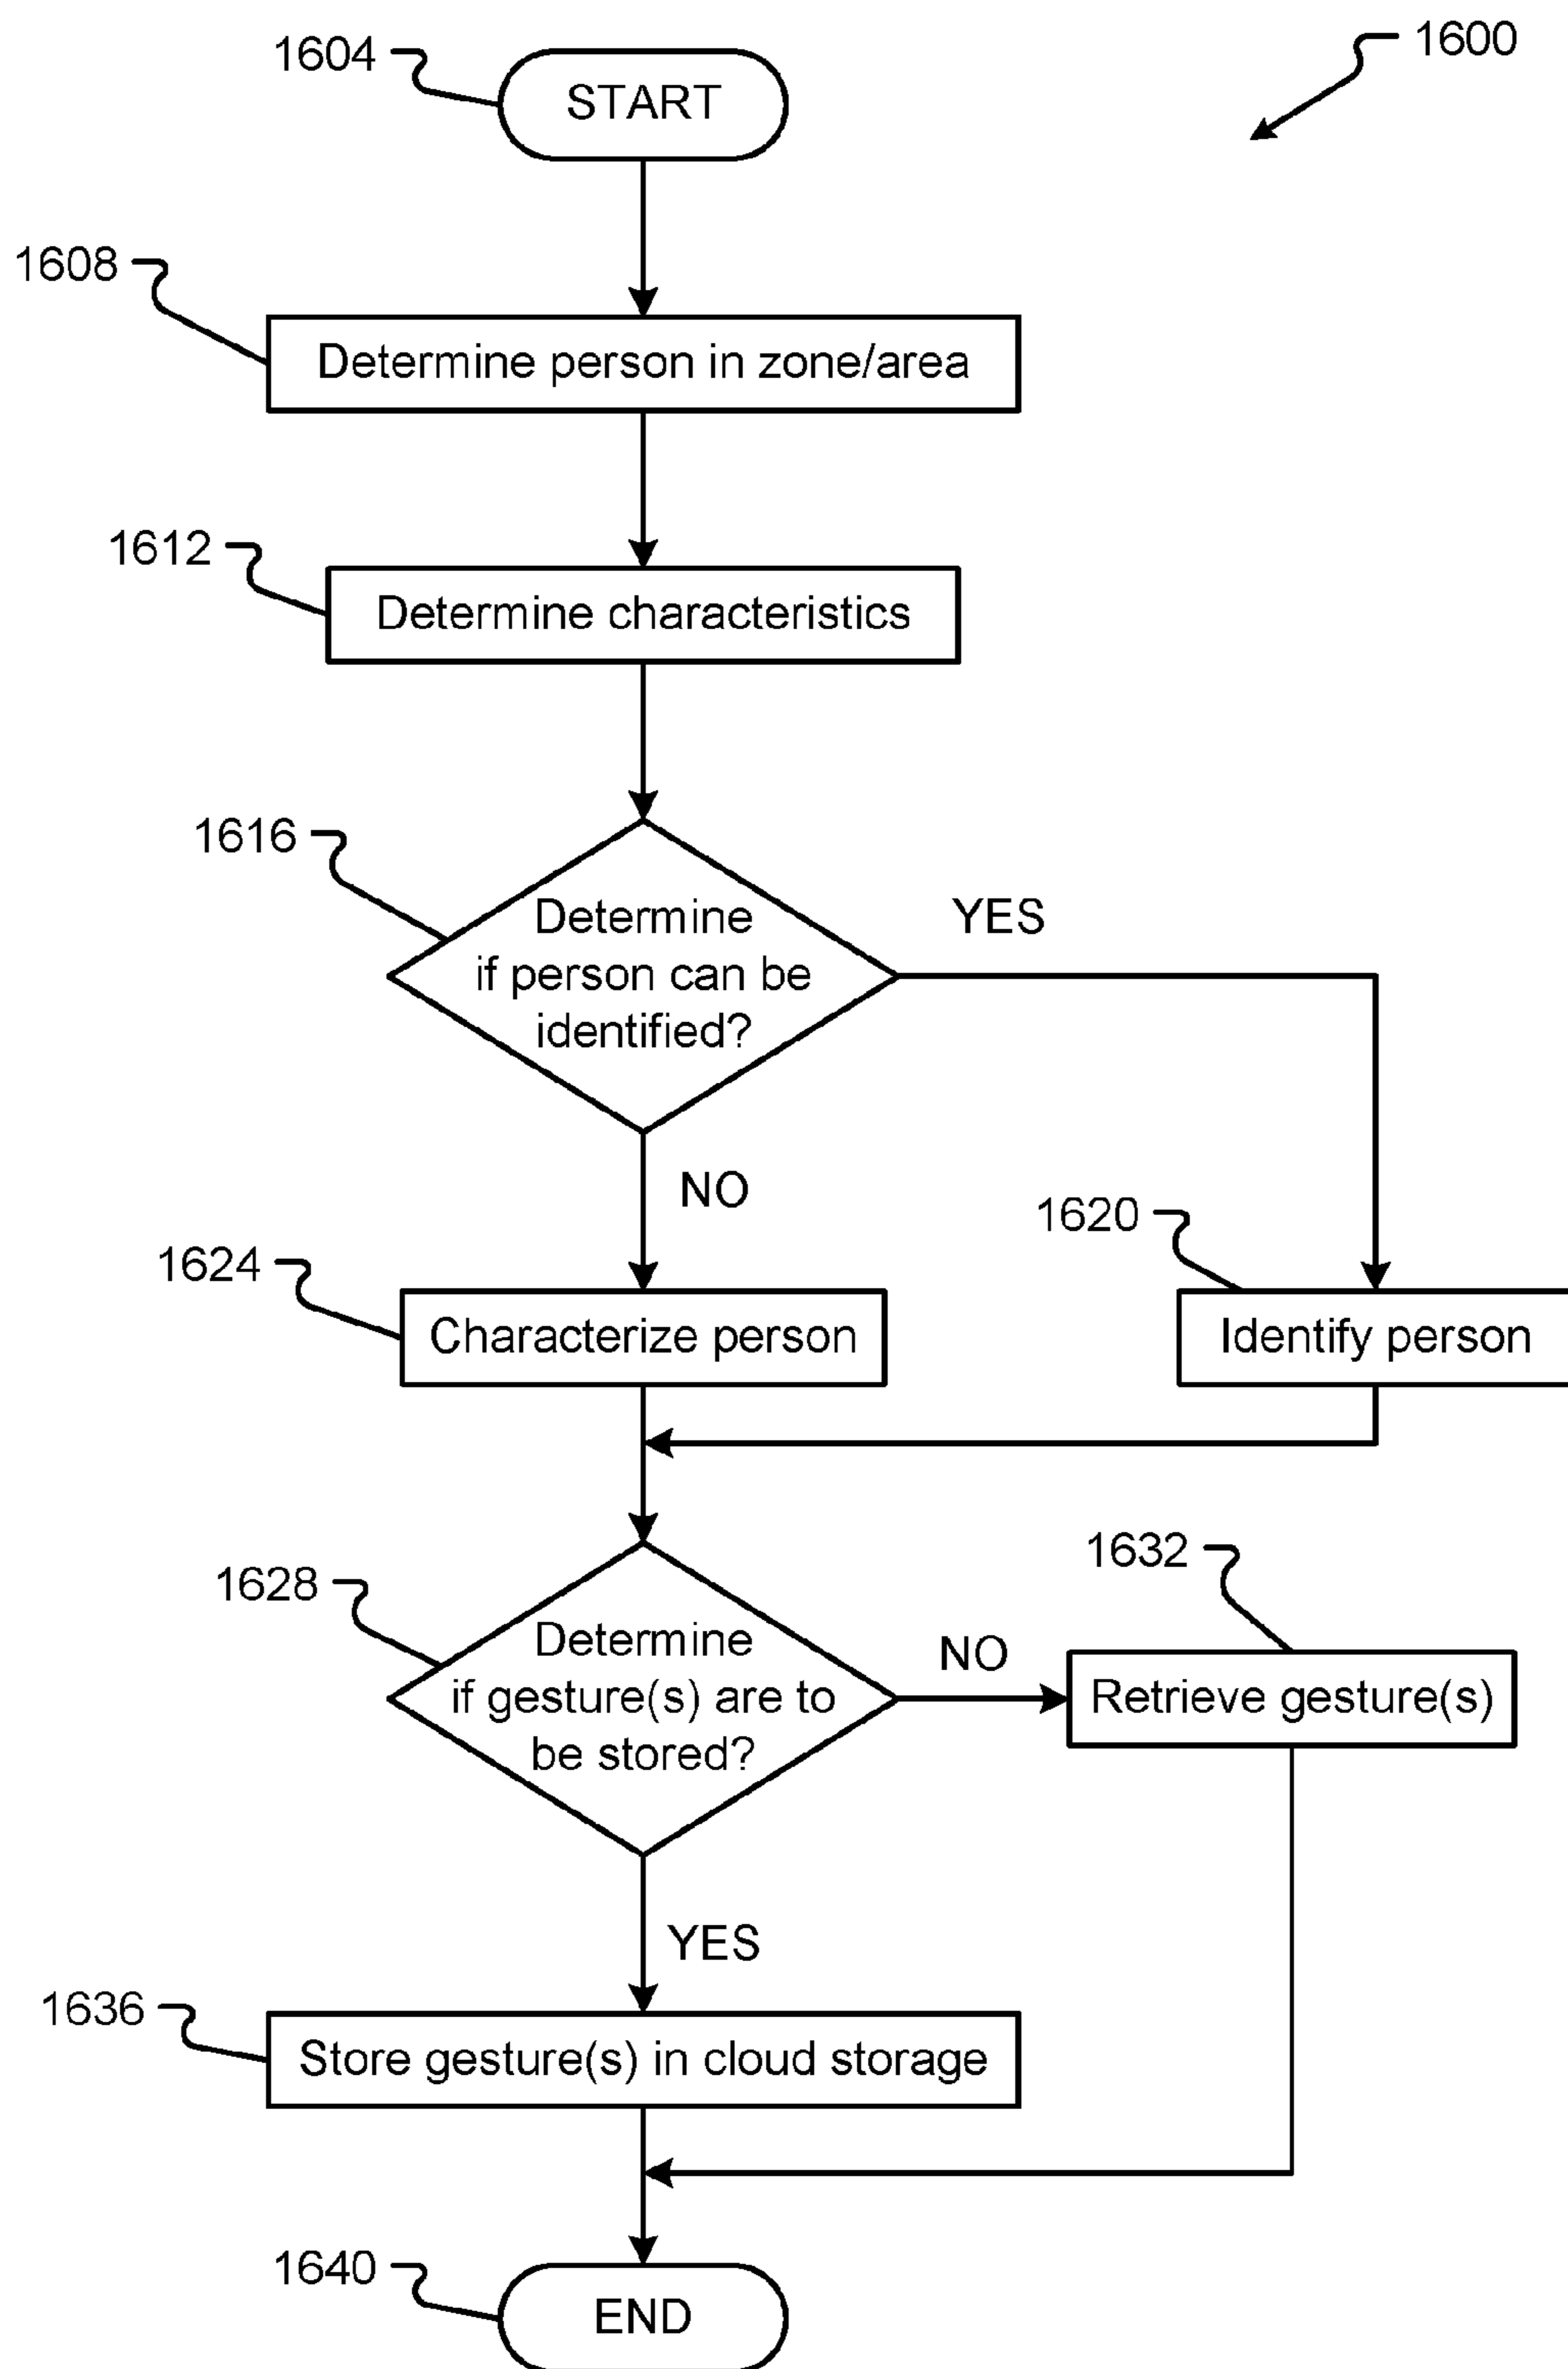 1600
1604
START
1608
Determine person in zone/area
1612
Determine characteristics
1616
Determine
if person can be
identified?
YES
NO
1620
1624
Characterize person
Identify person
1628
1632
Determine
if gesture(s) are to
be stored?
NO
Retrieve gesture(s)
YES
1636
Store gesture(s) in cloud storage
1640
END